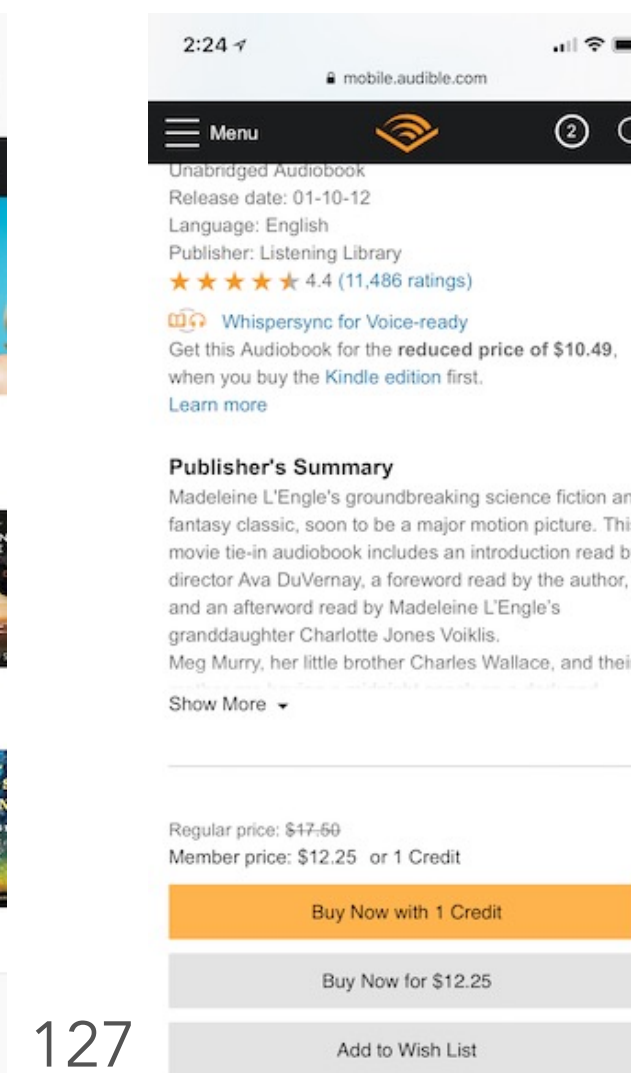 2:24
mobile.audible.com
Menu
2
Unabridged Audiobook
Release date: 01-10-12
Language: English
Publisher: Listening Library
4.4 (11,486 ratings)
Whispersync for Voice-ready
Get this Audiobook for the reduced price of $10.49,
when you buy the Kindle edition first.
Learn more
Publisher's Summary
Madeleine L'Engle's groundbreaking science fiction an
fantasy classic, soon to be a major motion picture. This
movie tie-in audiobook includes an introduction read b
director Ava DuVernay, a foreword read by the author,
and an afterword read by Madeleine L'Engle's
granddaughter Charlotte Jones Voiklis.
Meg Murry, her little brother Charles Wallace, and their
Show More
Regular price: $17.50
Member price: $12.25 or 1 Credit
Buy Now with 1 Credit
Buy Now for $12.25
Add to Wish List
127